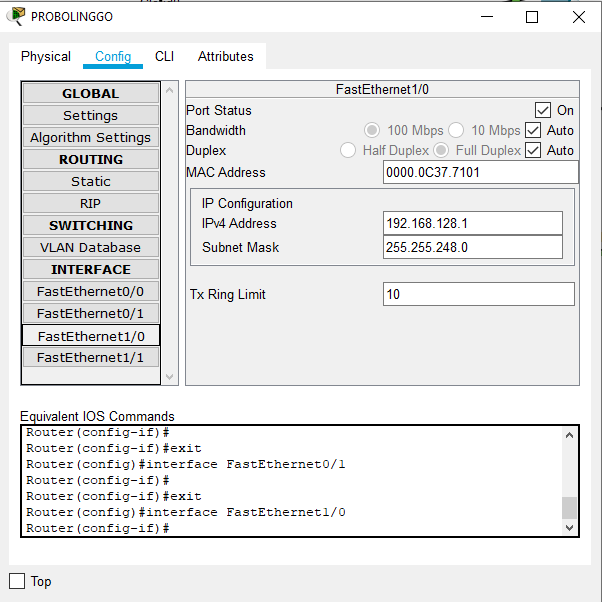 PROBOLINGGO
Physical Config CLI Attributes
GLOBAL
Settings
Algorithm Settings
ROUTING
Static
RIP
SWITCHING
VLAN Database
INTERFACE
FastEthernet0/0
FastEthernet0/1
FastEthernet1/0
FastEthernet1/1
FastEthernet1/0
Port Status On
Bandwidth 100 Mbps 10 Mbps Auto
Duplex Half Duplex Full Duplex Auto
MAC Address 0000.0C37.7101
IP Configuration
IPv4 Address 192.168.128.1
Subnet Mask 255.255.248.0
Tx Ring Limit 10
Equivalent IOS Commands
Router(config-if)#
Router(config-if)#exit
Router(config)#interface FastEthernet0/1
Router(config-if)#
Router(config-if)#exit
Router(config)#interface FastEthernet1/0
Router(config-if)#
Top